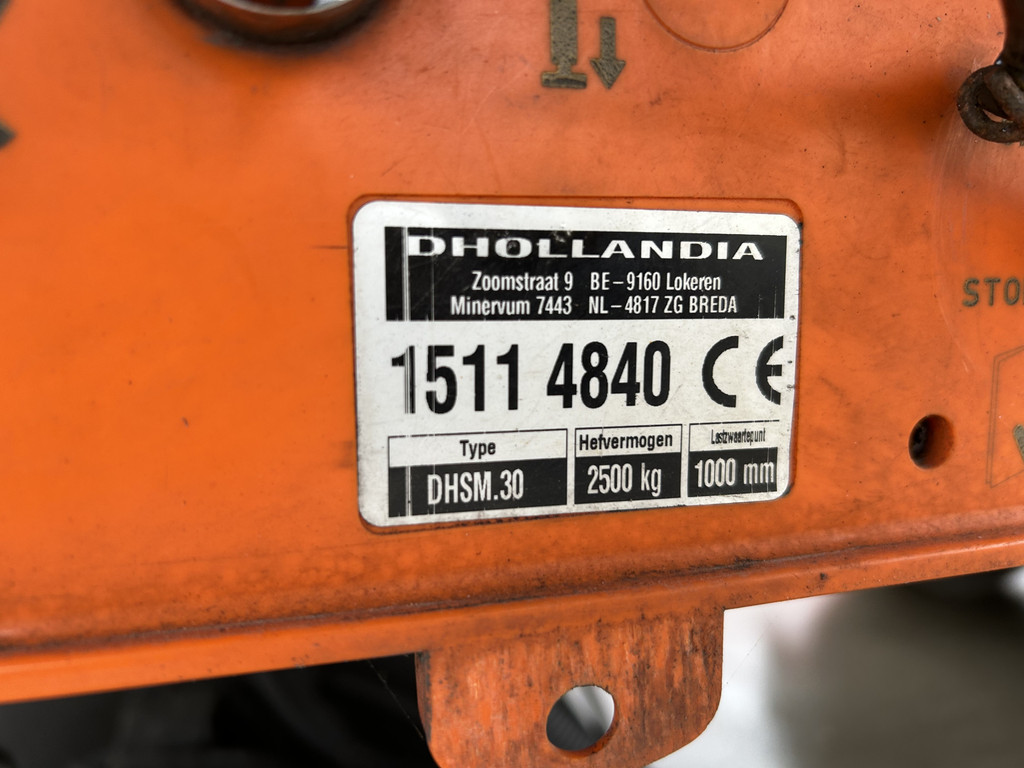 DHOLLANDIA
Zoomstraat 9 BE-9160 Lokeren
Minervum 7443 NL-4817 ZG BREDA
1511 4840 CE
Type Hefvermogen Lastzwaartepunt
DHSM.30 2500 kg 1000 mm
STO